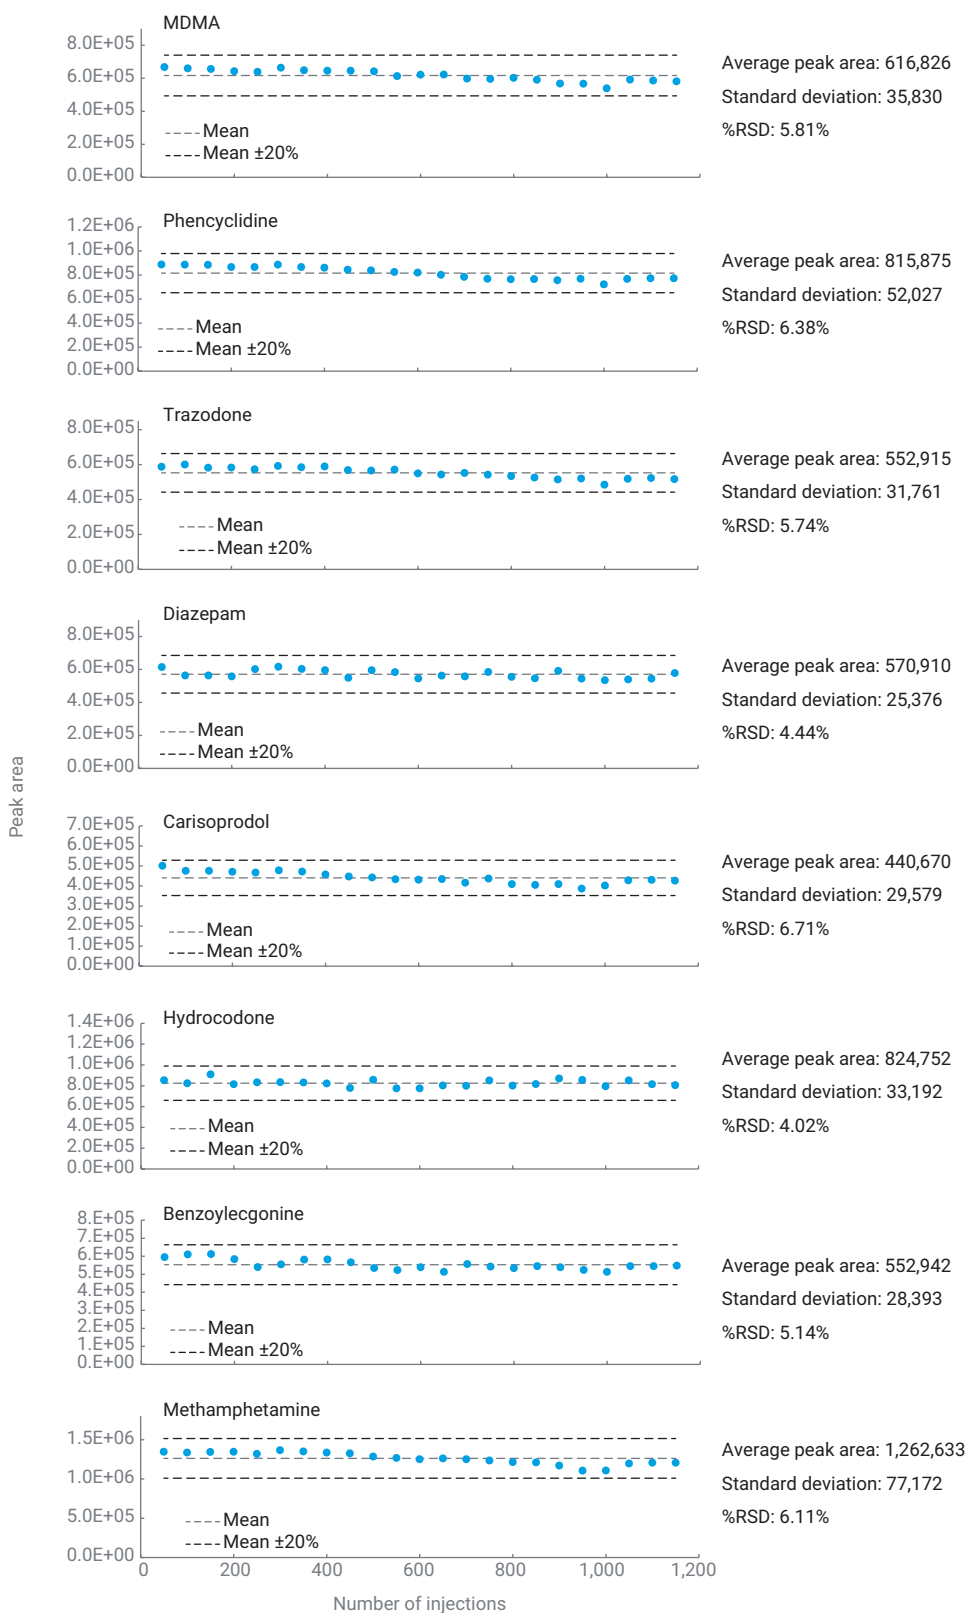 MDMA
8.0E+05
6.0E+05
4.0E+05
2.0E+05
0.0E+00
Mean
Mean ±20%
Average peak area: 616,826
Standard deviation: 35,830
%RSD: 5.81%
Phencyclidine
1.2E+06
1.0E+06
8.0E+05
6.0E+05
4.0E+05
2.0E+05
0.0E+00
Mean
Mean ±20%
Average peak area: 815,875
Standard deviation: 52,027
%RSD: 6.38%
Trazodone
8.0E+05
6.0E+05
4.0E+05
2.0E+05
0.0E+00
Mean
Mean ±20%
Average peak area: 552,915
Standard deviation: 31,761
%RSD: 5.74%
Diazepam
8.0E+05
6.0E+05
4.0E+05
2.0E+05
0.0E+00
Mean
Mean ±20%
Average peak area: 570,910
Standard deviation: 25,376
%RSD: 4.44%
Peak area
Carisoprodol
7.0E+05
6.0E+05
5.0E+05
4.0E+05
3.0E+05
2.0E+05
1.0E+05
0.0E+00
Mean
Mean ±20%
Average peak area: 440,670
Standard deviation: 29,579
%RSD: 6.71%
Hydrocodone
1.4E+06
1.2E+06
1.0E+06
8.0E+05
6.0E+05
4.0E+05
2.0E+05
0.0E+00
Mean
Mean ±20%
Average peak area: 824,752
Standard deviation: 33,192
%RSD: 4.02%
Benzoylecgonine
8.E+05
7.E+05
6.E+05
5.E+05
4.E+05
3.E+05
2.E+05
1.E+05
0.E+00
Mean
Mean ±20%
Average peak area: 552,942
Standard deviation: 28,393
%RSD: 5.14%
Methamphetamine
1.5E+06
1.0E+06
5.0E+05
0.0E+00
Mean
Mean ±20%
Average peak area: 1,262,633
Standard deviation: 77,172
%RSD: 6.11%
0 200 400 600 800 1,000 1,200
Number of injections